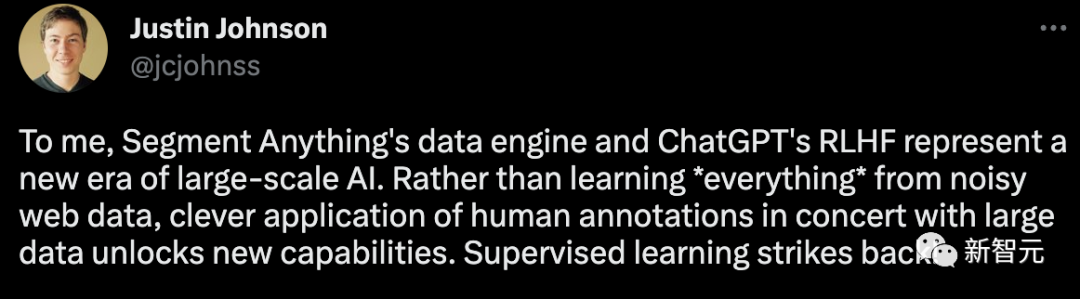 Justin Johnson
@jcjohnss
To me, Segment Anything's data engine and ChatGPT's RLHF represent a
new era of large-scale AI. Rather than learning *everything* from noisy
web data, clever application of human annotations in concert with large
data unlocks new capabilities. Supervised learning strikes back
新智元